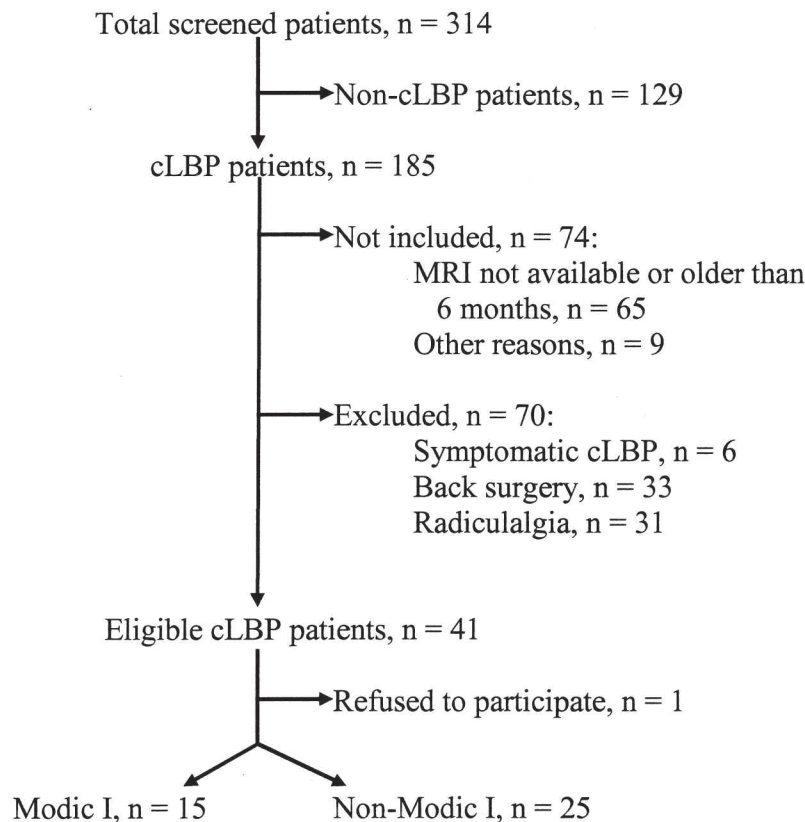 Total screened patients, n = 314
Non-cLBP patients, n = 129
cLBP patients, n = 185
Not included, n = 74:
MRI not available or older than
6 months, n = 65
Other reasons, n = 9
Excluded, n = 70:
Symptomatic cLBP, n = 6
Back surgery, n = 33
Radiculalgia, n = 31
Eligible cLBP patients, n = 41
Refused to participate, n = 1
Modic I, n = 15
Non-Modic I, n = 25